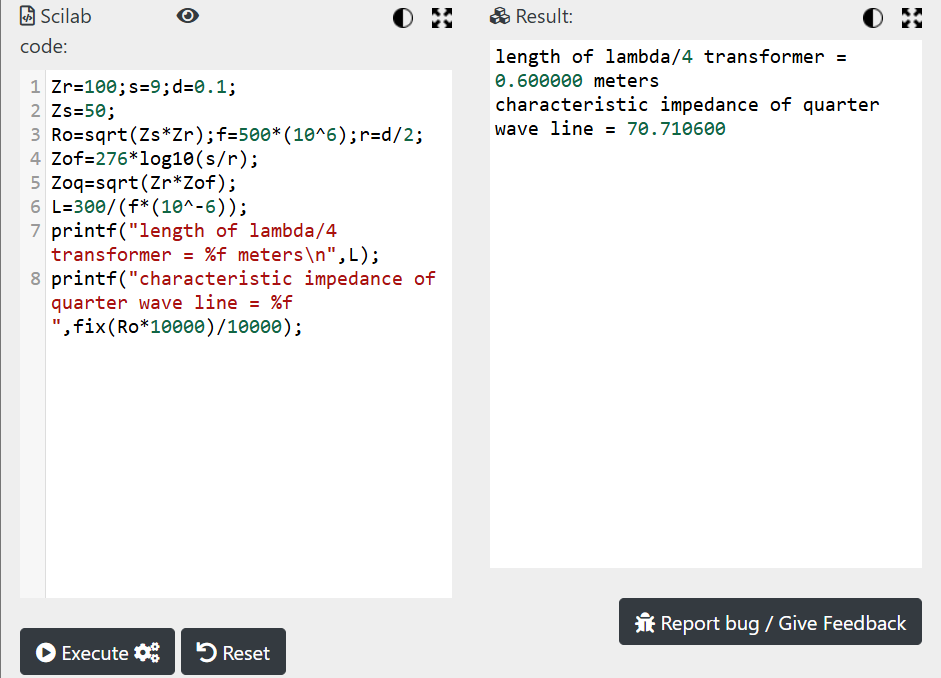 Scilab
code:
1 Zr=100;s=9;d=0.1;
2 Zs=50;
3 Ro=sqrt(Zs*Zr);f=500*(10^6);r=d/2;
4 Zof=276*log10(s/r);
5 Zoq=sqrt(Zr*Zof);
6 L=300/(f*(10^-6));
7 printf("length of lambda/4
transformer = %f meters\n",L);
8 printf("characteristic impedance of
quarter wave line = %f
",fix(Ro*10000)/10000);
Execute
Reset
Result:
length of lambda/4 transformer =
0.600000 meters
characteristic impedance of quarter
wave line = 70.710600
Report bug / Give Feedback